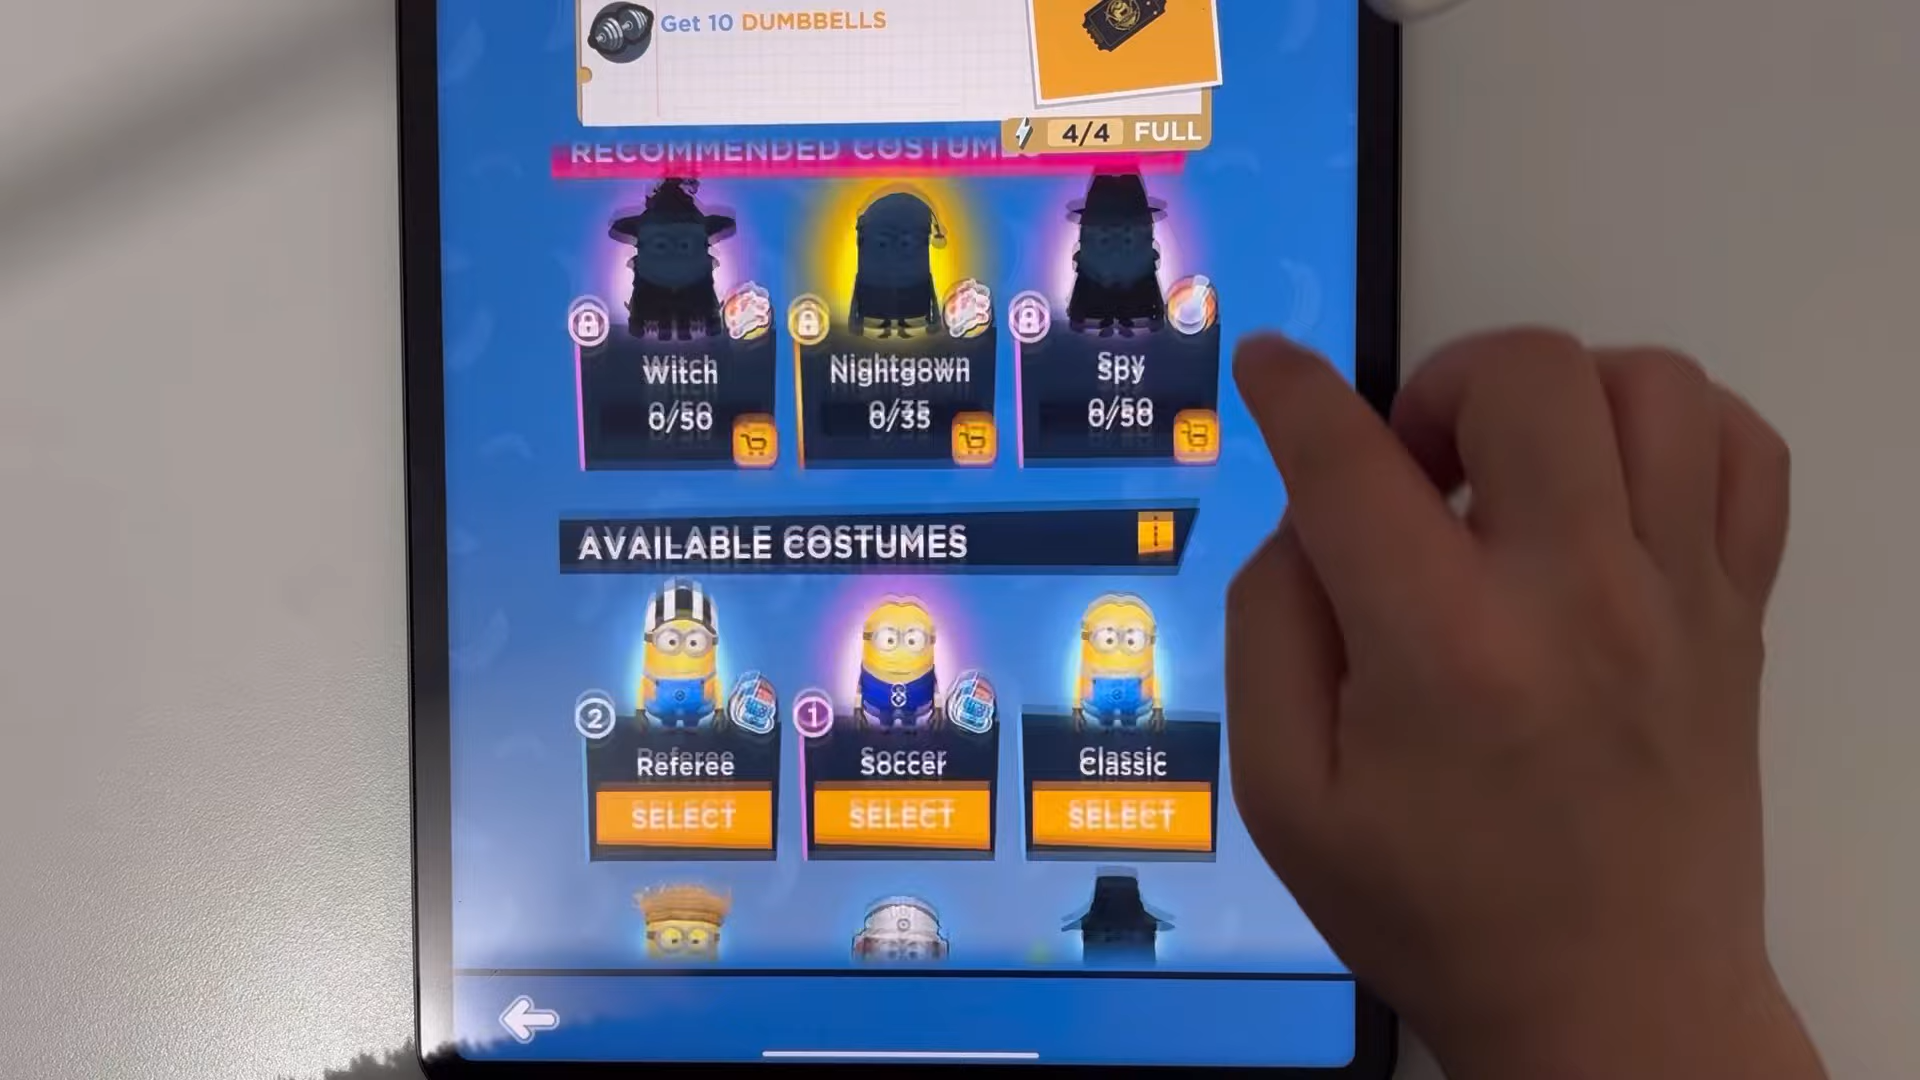 Get 10 DUMBBELLS
4/4 FULL
RECOMMENDED COSTUMES
Witch
0/50
Nightgown
0/35
Spy
0/50
AVAILABLE COSTUMES
i
2
Referee
SELECT
1
Soccer
SELECT
Classic
SELECT